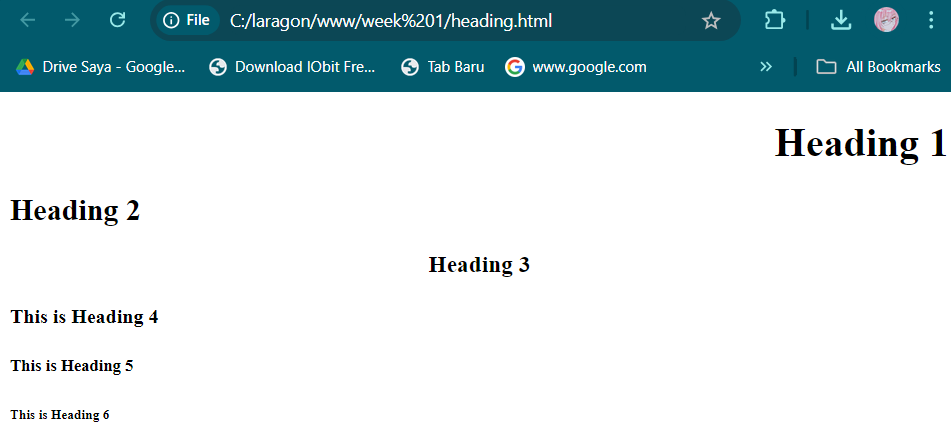 File C:/laragon/www/week%201/heading.html
Drive Saya - Google... Download IObit Fre... Tab Baru www.google.com All Bookmarks
Heading 1
Heading 2
Heading 3
This is Heading 4
This is Heading 5
This is Heading 6